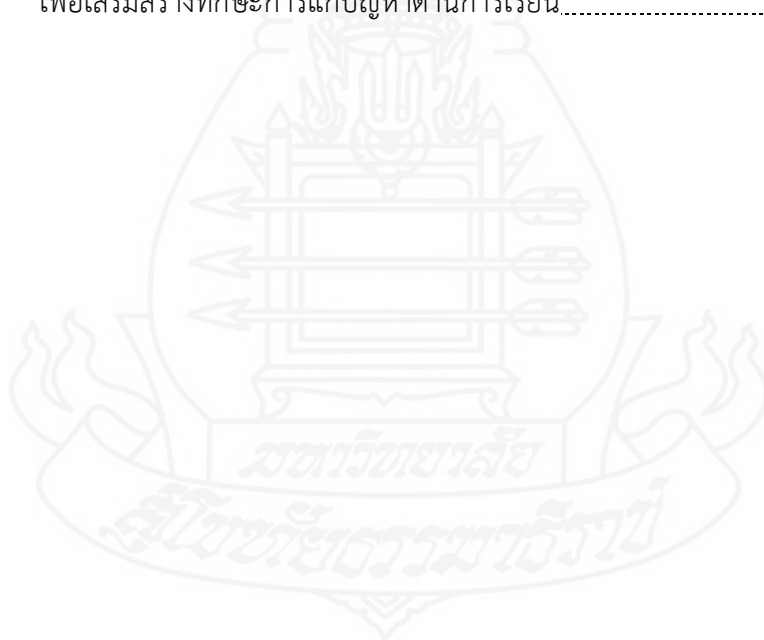 เพื่อเสริมสร้างทักษะการแก้ปัญหาด้านการเรียน
มหาวิทยาลัย
สุโขทัยธรรมาธิราช